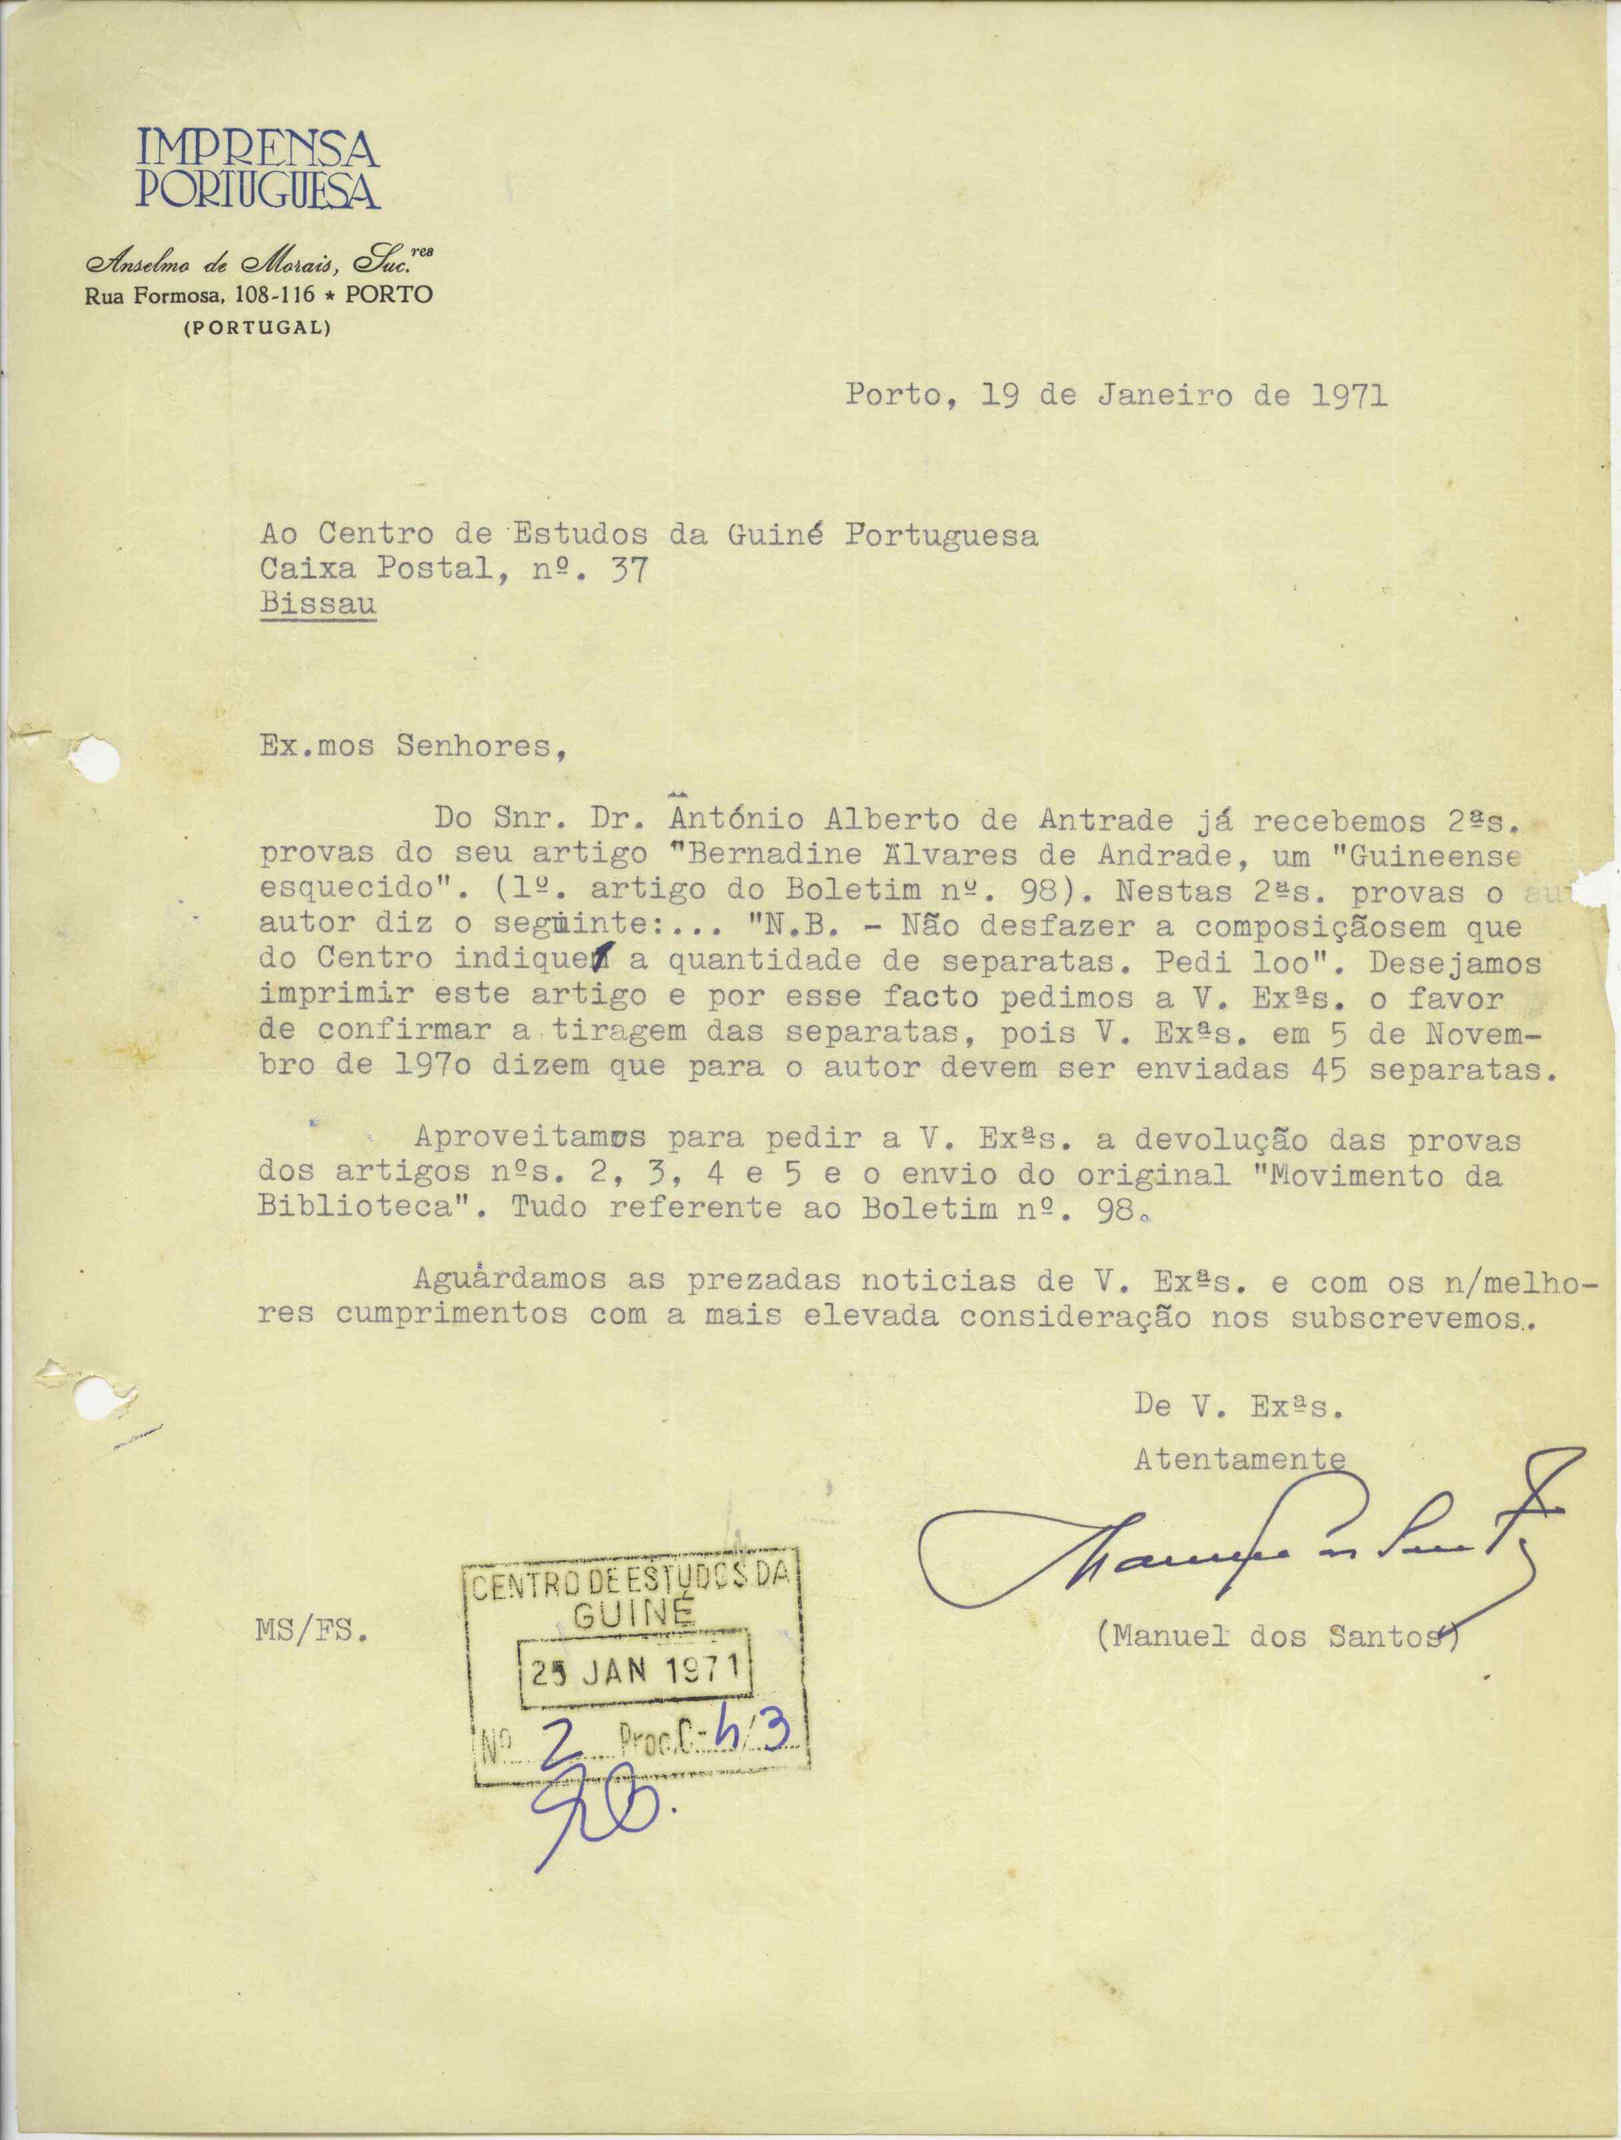 IMPRENSA
PORTUGUESA
Anselmo de Morais, Suc.res
Rua Formosa, 108-116 * PORTO
(PORTUGAL)
Porto, 19 de Janeiro de 1971
Ao Centro de Estudos da Guiné Portuguesa
Caixa Postal, nº. 37
Bissau
Ex.mos Senhores,
Do Snr. Dr. António Alberto de Antrade já recebemos 2ªs.
provas do seu artigo "Bernadine Alvares de Andrade, um "Guineense
esquecido". (1º. artigo do Boletim nº. 98). Nestas 2ªs. provas o
autor diz o seguinte:... "N.B. - Não desfazer a composiçãosem que
do Centro indiquem a quantidade de separatas. Pedi loo". Desejamos
imprimir este artigo e por esse facto pedimos a V. Exªs. o favor
de confirmar a tiragem das separatas, pois V. Exªs. em 5 de Novem-
bro de 197o dizem que para o autor devem ser enviadas 45 separatas.
Aproveitamos para pedir a V. Exªs. a devolução das provas
dos artigos nºs. 2, 3, 4 e 5 e o envio do original "Movimento da
Biblioteca". Tudo referente ao Boletim nº. 98.
Aguárdamos as prezadas noticias de V. Exªs. e com os n/melho-
res cumprimentos com a mais elevada consideração nos subscrevemos.
De V. Exªs.
Atentamente
(Manuel dos Santos)
MS/FS.
CENTRO DE ESTUDOS DA
GUINÉ
25 JAN 1971
Nº 2 Proc. C-h/3